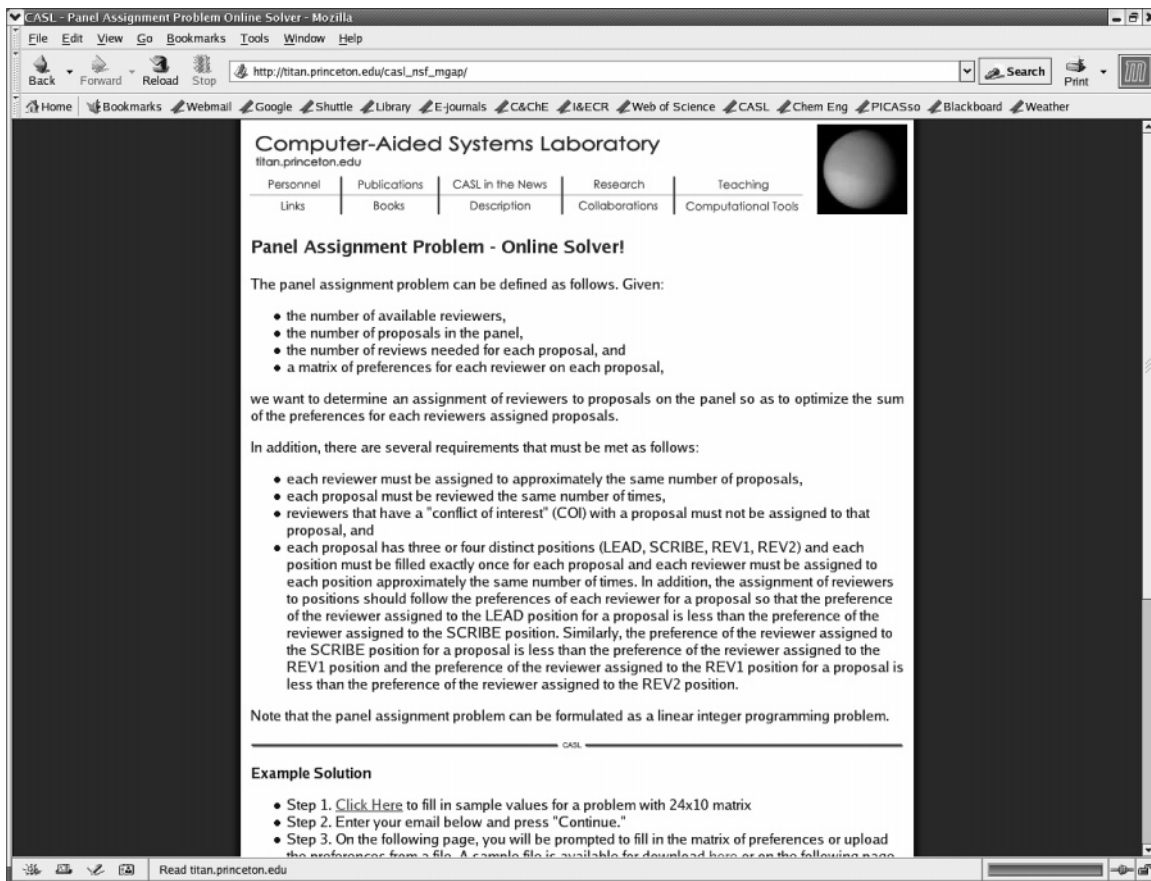 CASL - Panel Assignment Problem Online Solver - Mozilla
File Edit View Go Bookmarks Tools Window Help
Back Forward Reload Stop http://titan.princeton.edu/casl_nsf_mgap/ Search Print
Home Bookmarks Webmail Google Shuttle Library E-journals C&ChE I&ECR Web of Science CASL Chem Eng PICASso Blackboard Weather
Computer-Aided Systems Laboratory
titan.princeton.edu
Personnel Publications CASL in the News Research Teaching
Links Books Description Collaborations Computational Tools
Panel Assignment Problem - Online Solver!
The panel assignment problem can be defined as follows. Given:
• the number of available reviewers,
• the number of proposals in the panel,
• the number of reviews needed for each proposal, and
• a matrix of preferences for each reviewer on each proposal,
we want to determine an assignment of reviewers to proposals on the panel so as to optimize the sum
of the preferences for each reviewers assigned proposals.
In addition, there are several requirements that must be met as follows:
• each reviewer must be assigned to approximately the same number of proposals,
• each proposal must be reviewed the same number of times,
• reviewers that have a "conflict of interest" (COI) with a proposal must not be assigned to that
proposal, and
• each proposal has three or four distinct positions (LEAD, SCRIBE, REV1, REV2) and each
position must be filled exactly once for each proposal and each reviewer must be assigned to
each position approximately the same number of times. In addition, the assignment of reviewers
to positions should follow the preferences of each reviewer for a proposal so that the preference
of the reviewer assigned to the LEAD position for a proposal is less than the preference of the
reviewer assigned to the SCRIBE position. Similarly, the preference of the reviewer assigned to
the SCRIBE position for a proposal is less than the preference of the reviewer assigned to the
REV1 position and the preference of the reviewer assigned to the REV1 position for a proposal is
less than the preference of the reviewer assigned to the REV2 position.
Note that the panel assignment problem can be formulated as a linear integer programming problem.
CASL
Example Solution
• Step 1. Click Here to fill in sample values for a problem with 24x10 matrix
• Step 2. Enter your email below and press "Continue."
• Step 3. On the following page, you will be prompted to fill in the matrix of preferences or upload
the preferences from a file. A sample file is available for download here or on the following page
Read titan.princeton.edu